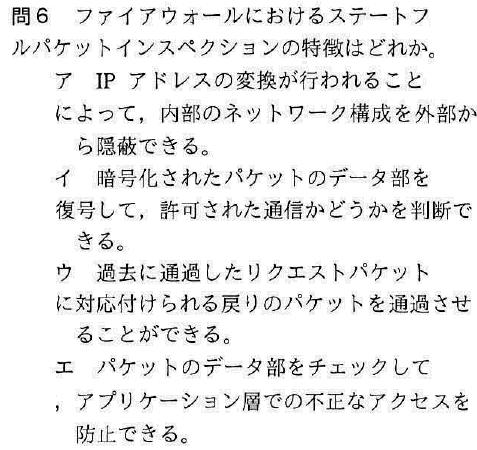 問6　ファイアウォールにおけるステートフ
ルパケットインスペクションの特徴はどれか。
ア　IP アドレスの変換が行われること
によって，内部のネットワーク構成を外部か
ら隠蔽できる。
イ　暗号化されたパケットのデータ部を
復号して，許可された通信かどうかを判断で
きる。
ウ　過去に通過したリクエストパケット
に対応付けられる戻りのパケットを通過させ
ることができる。
エ　パケットのデータ部をチェックして
，アプリケーション層での不正なアクセスを
防止できる。